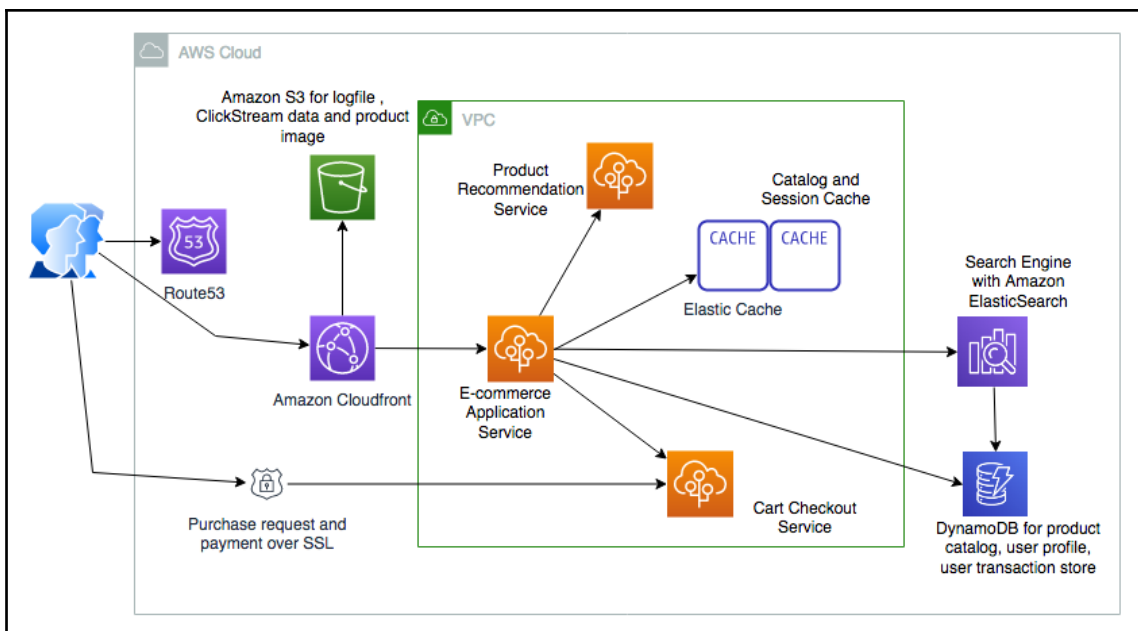 AWS Cloud
Amazon S3 for logfile ,
ClickStream data and product
image
VPC
Product
Recommendation
Service
Catalog and
Session Cache
CACHE
CACHE
Elastic Cache
53
Route53
Search Engine
with Amazon
ElasticSearch
Amazon Cloudfront
E-commerce
Application
Service
Purchase request and
payment over SSL
Cart Checkout
Service
DynamoDB for product
catalog, user profile,
user transaction store